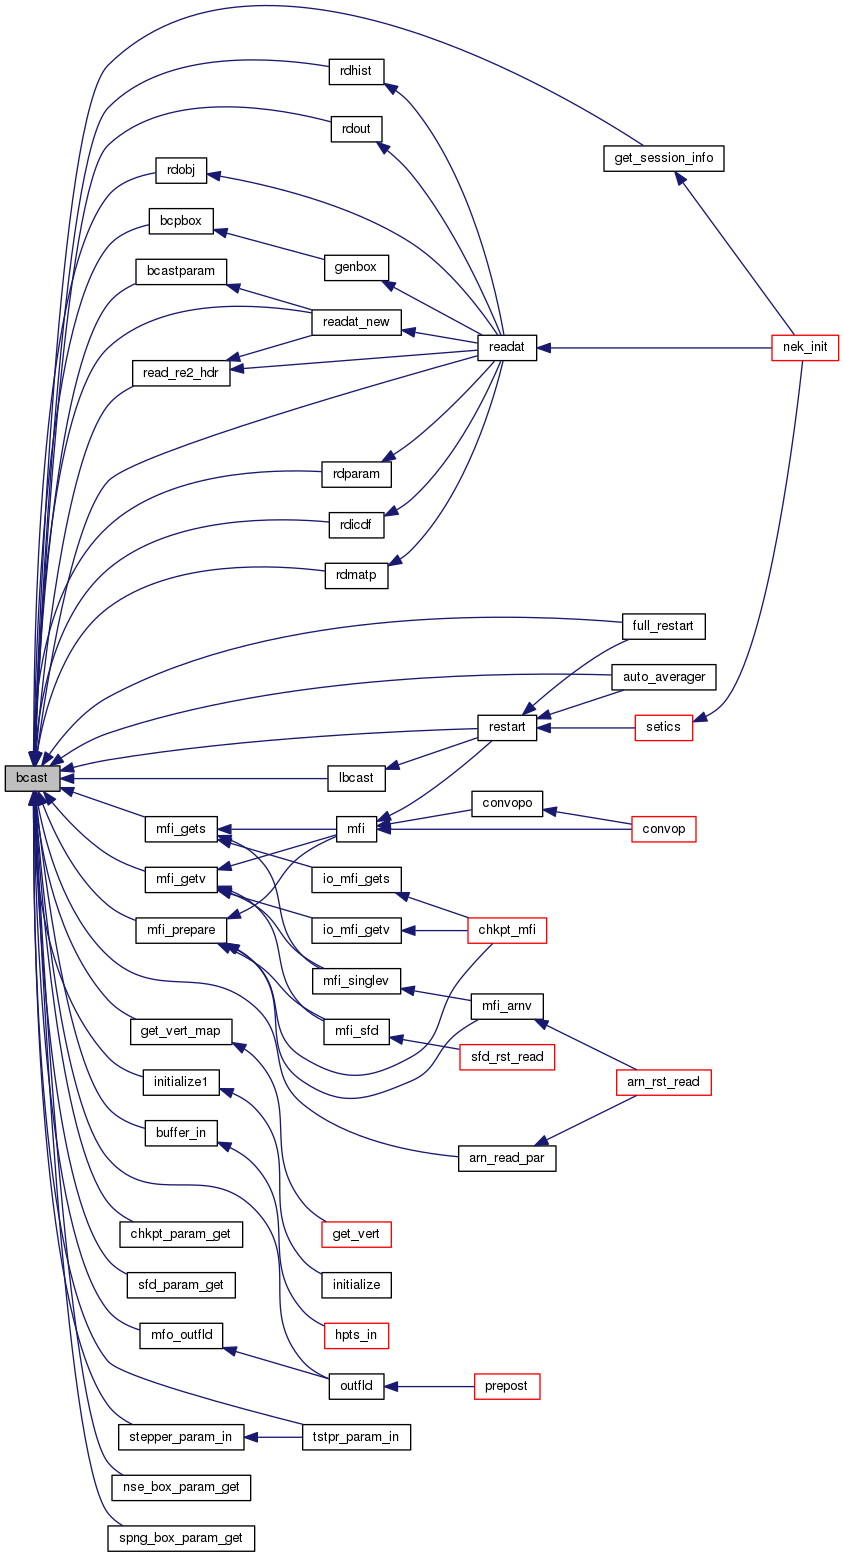 rdhist
rdout
get_session_info
rdobj
bcpbox
genbox
bcastparam
readat_new
readat
nek_init
read_re2_hdr
rdparam
rdicdf
rdmatp
full_restart
auto_averager
restart
setics
bcast
lbcast
convopo
mfi_gets
mfi
convop
mfi_getv
io_mfi_gets
mfi_prepare
io_mfi_getv
chkpt_mfi
mfi_singlev
mfi_arnv
get_vert_map
mfi_sfd
sfd_rst_read
initialize1
arn_rst_read
buffer_in
arn_read_par
chkpt_param_get
get_vert
sfd_param_get
initialize
mfo_outfld
hpts_in
outfld
prepost
stepper_param_in
tstpr_param_in
nse_box_param_get
spng_box_param_get